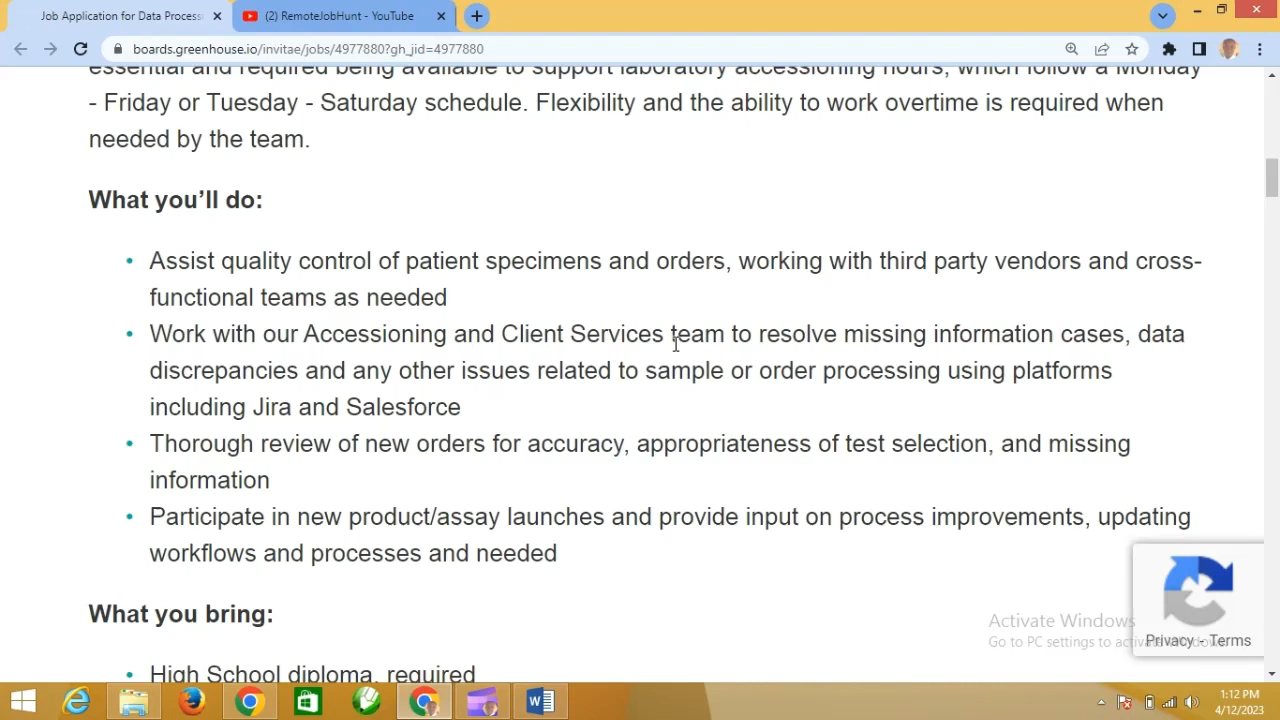 Job Application for Data Process
(2) RemoteJobHunt - YouTube
boards.greenhouse.io/invitae/jobs/4977880?gh_jid=4977880
essential and required being available to support laboratory accessioning hours, which follow a Monday
- Friday or Tuesday - Saturday schedule. Flexibility and the ability to work overtime is required when
needed by the team.
What you’ll do:
• Assist quality control of patient specimens and orders, working with third party vendors and cross-
functional teams as needed
• Work with our Accessioning and Client Services team to resolve missing information cases, data
discrepancies and any other issues related to sample or order processing using platforms
including Jira and Salesforce
• Thorough review of new orders for accuracy, appropriateness of test selection, and missing
information
• Participate in new product/assay launches and provide input on process improvements, updating
workflows and processes and needed
What you bring:
• High School diploma, required
Activate Windows
Go to PC settings to activate Windows.
Privacy - Terms
1:12 PM
4/12/2023